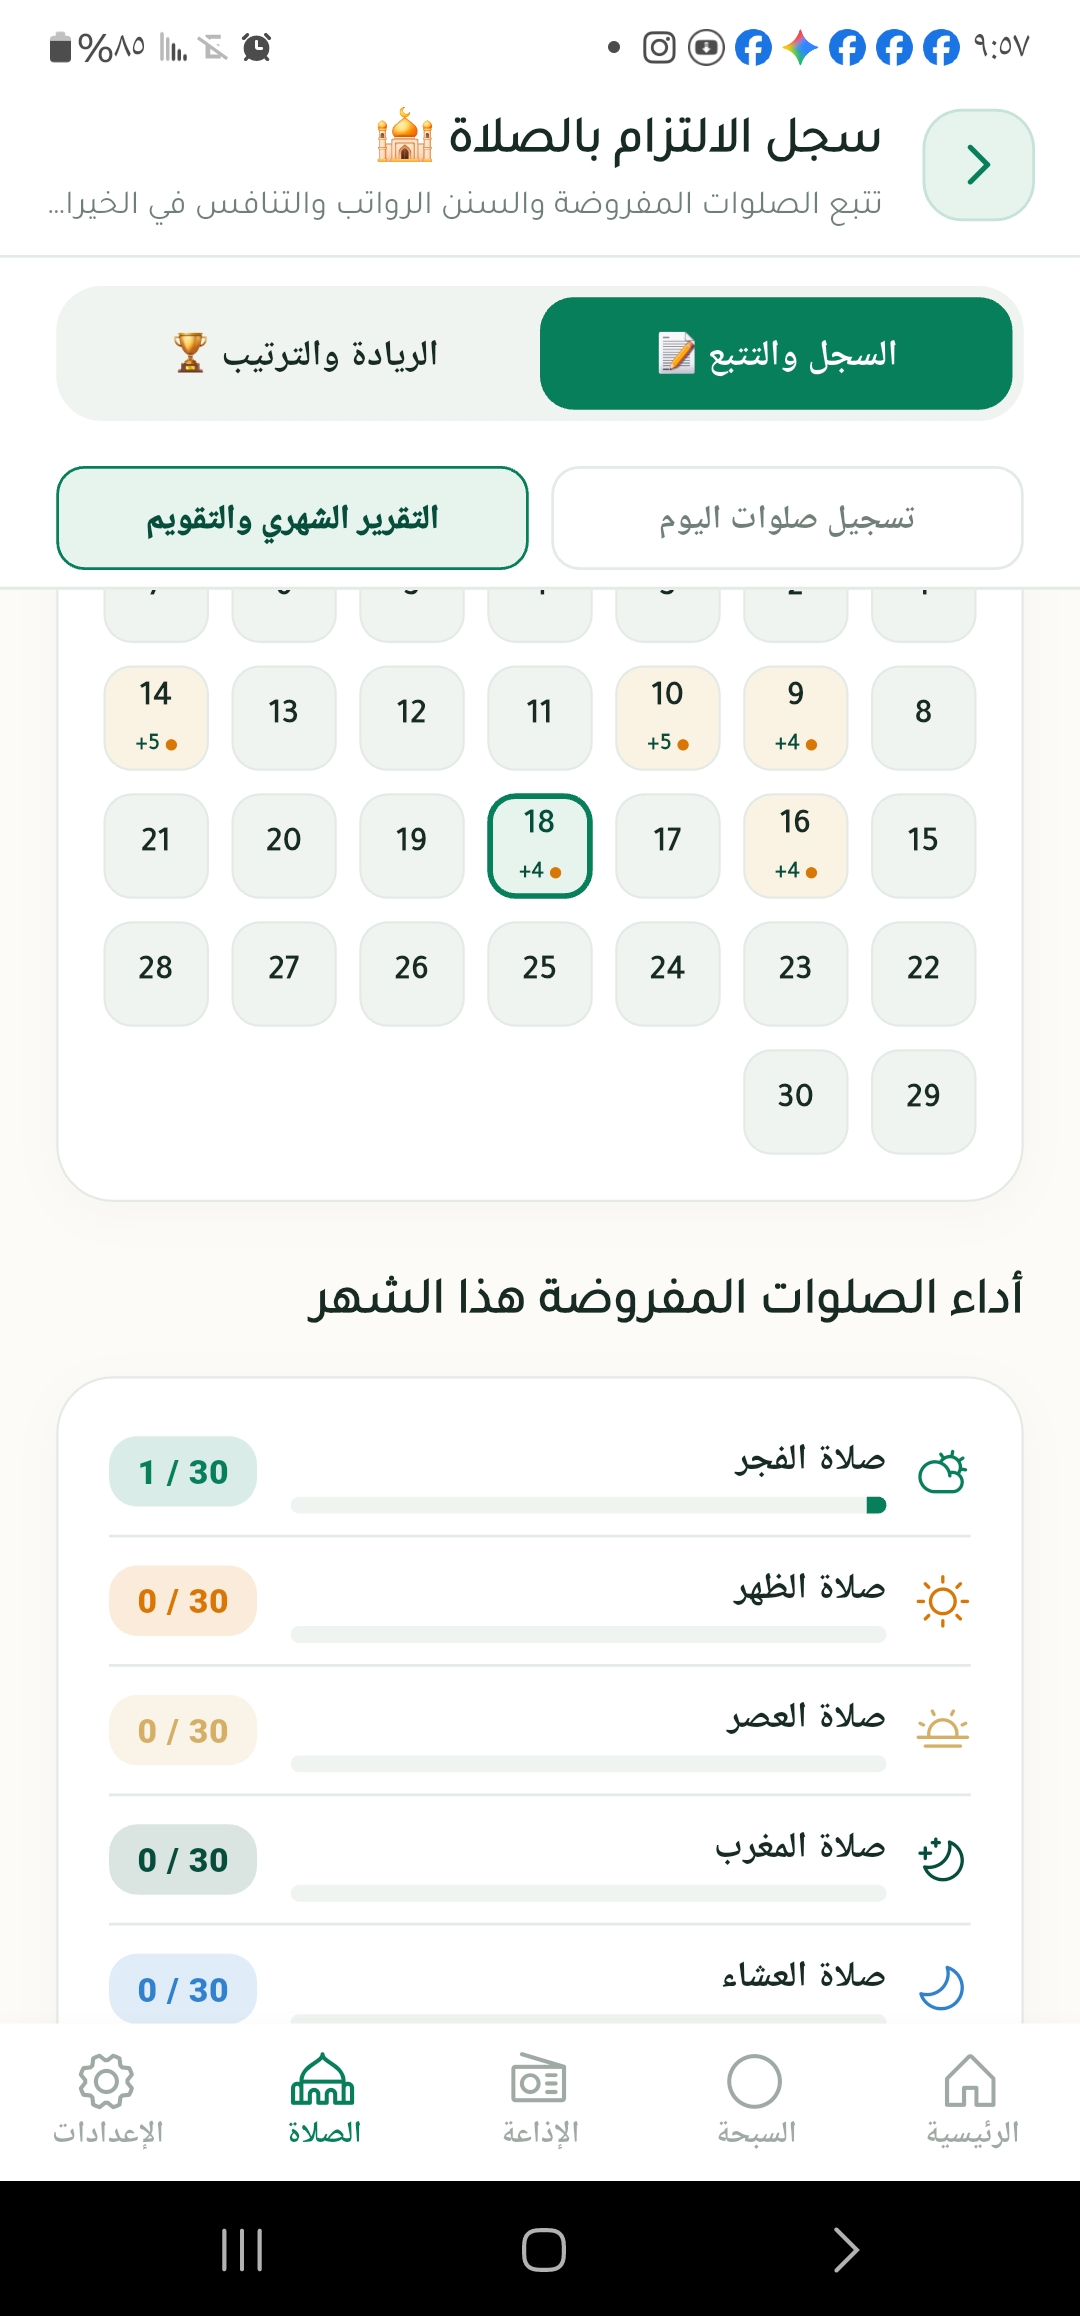 ٩:٥٧
%٨٥
سجل الالتزام بالصلاة
تتبع الصلوات المفروضة والسنن الرواتب والتنافس في الخيرا...
السجل والتتبع
الريادة والترتيب
تسجيل صلوات اليوم
التقرير الشهري والتقويم
8
9
+4
10
+5
11
12
13
14
+5
15
16
+4
17
18
+4
19
20
21
22
23
24
25
26
27
28
29
30
أداء الصلوات المفروضة هذا الشهر
صلاة الفجر
1 / 30
صلاة الظهر
0 / 30
صلاة العصر
0 / 30
صلاة المغرب
0 / 30
صلاة العشاء
0 / 30
الرئيسية
السبحة
الإذاعة
الصلاة
الإعدادات